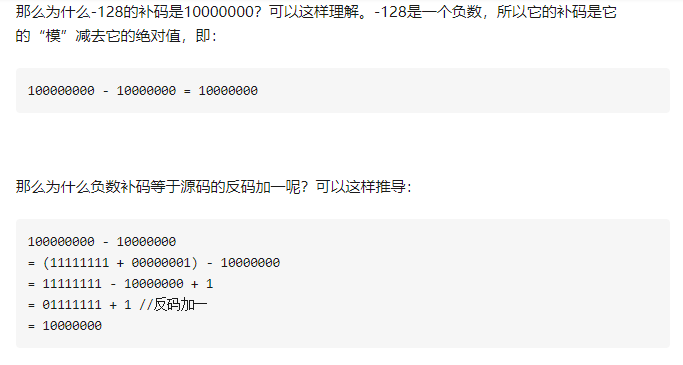 那么为什么-128的补码是10000000？可以这样理解。-128是一个负数，所以它的补码是它
的“模”减去它的绝对值，即：
100000000 - 10000000 = 10000000
那么为什么负数补码等于源码的反码加一呢？可以这样推导：
100000000 - 10000000
= (11111111 + 00000001) - 10000000
= 11111111 - 10000000 + 1
= 01111111 + 1 //反码加一
= 10000000